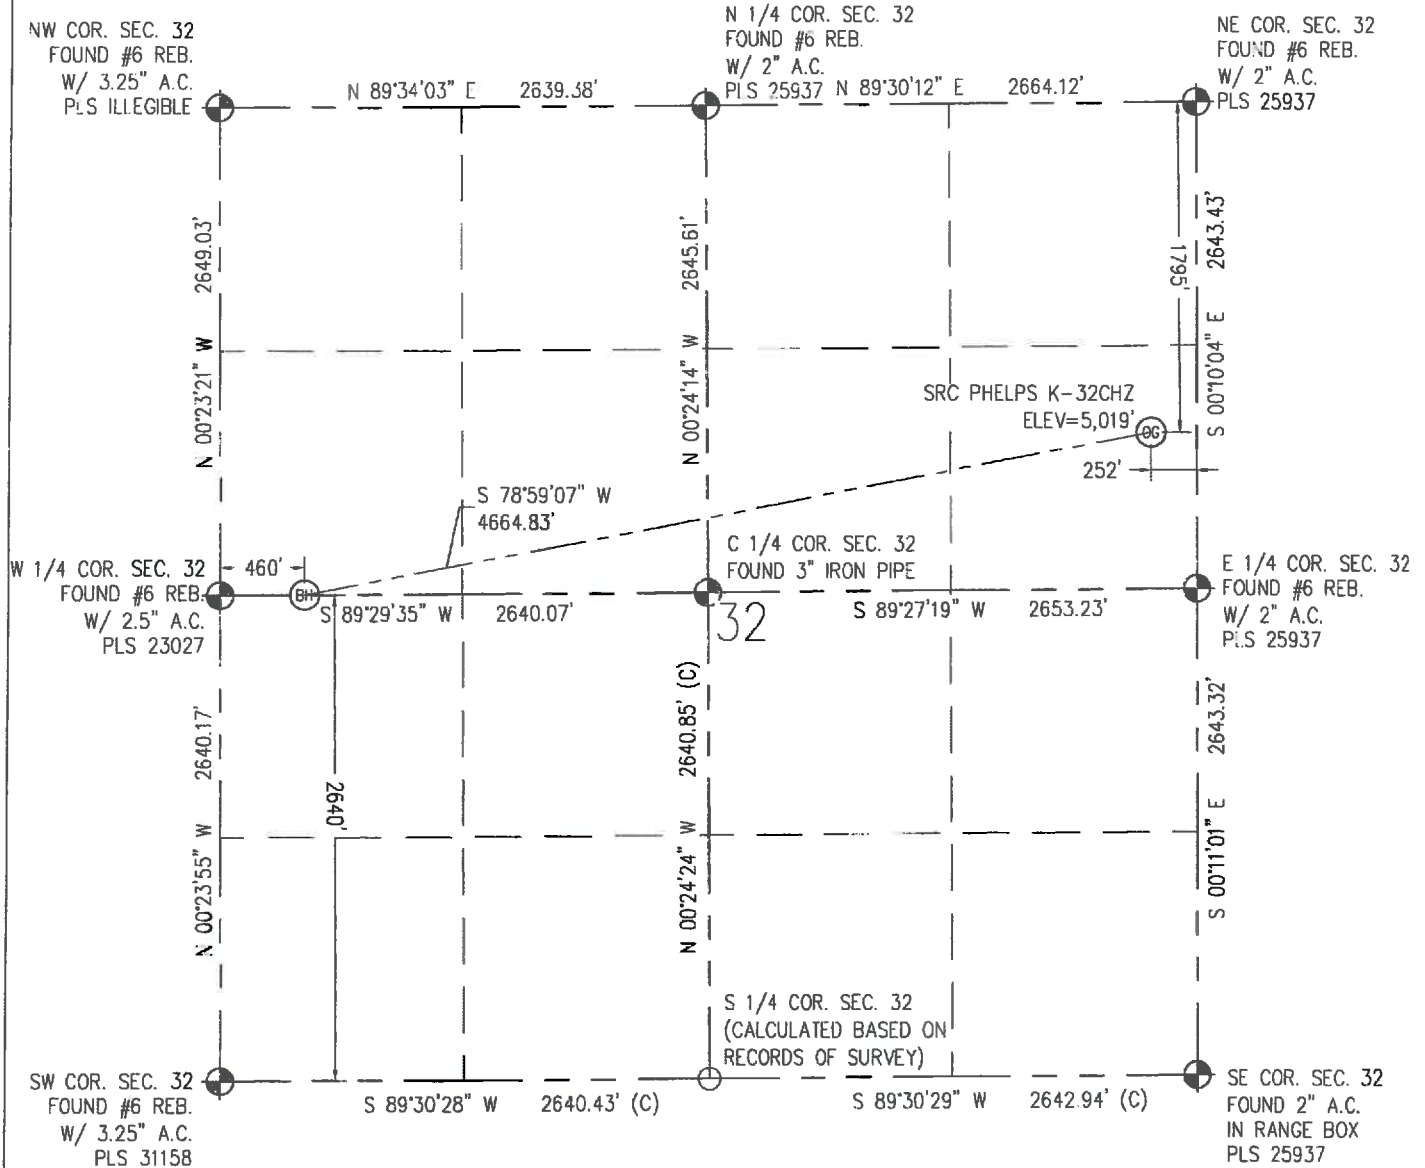 NW COR. SEC. 32
FOUND #6 REB.
W/ 3.25" A.C.
PLS ILLEGIBLE
N 89°34'03" E 2639.38'
N 1/4 COR. SEC. 32
FOUND #6 REB.
W/ 2" A.C.
PLS 25937
N 89°30'12" E 2664.12'
NE COR. SEC. 32
FOUND #6 REB.
W/ 2" A.C.
PLS 25937
N 00°23'21" W 2649.03'
N 00°24'14" W 2645.61'
1795'
S 00°10'04" E 2643.43'
SRC PHELPS K-32CHZ
ELEV=5,019'
OG
252'
S 78°59'07" W
4664.83'
W 1/4 COR. SEC. 32
FOUND #6 REB.
W/ 2.5" A.C.
PLS 23027
460'
BH
S 89°29'35" W 2640.07'
C 1/4 COR. SEC. 32
FOUND 3" IRON PIPE
32
S 89°27'19" W 2653.23'
E 1/4 COR. SEC. 32
FOUND #6 REB.
W/ 2" A.C.
PLS 25937
N 00°23'55" W 2640.17'
2640'
N 00°24'24" W 2640.85' (C)
S 00°11'01" E 2643.32'
S 1/4 COR. SEC. 32
(CALCULATED BASED ON
RECORDS OF SURVEY)
SW COR. SEC. 32
FOUND #6 REB.
W/ 3.25" A.C.
PLS 31158
S 89°30'28" W 2640.43' (C)
S 89°30'29" W 2642.94' (C)
SE COR. SEC. 32
FOUND 2" A.C.
IN RANGE BOX
PLS 25937